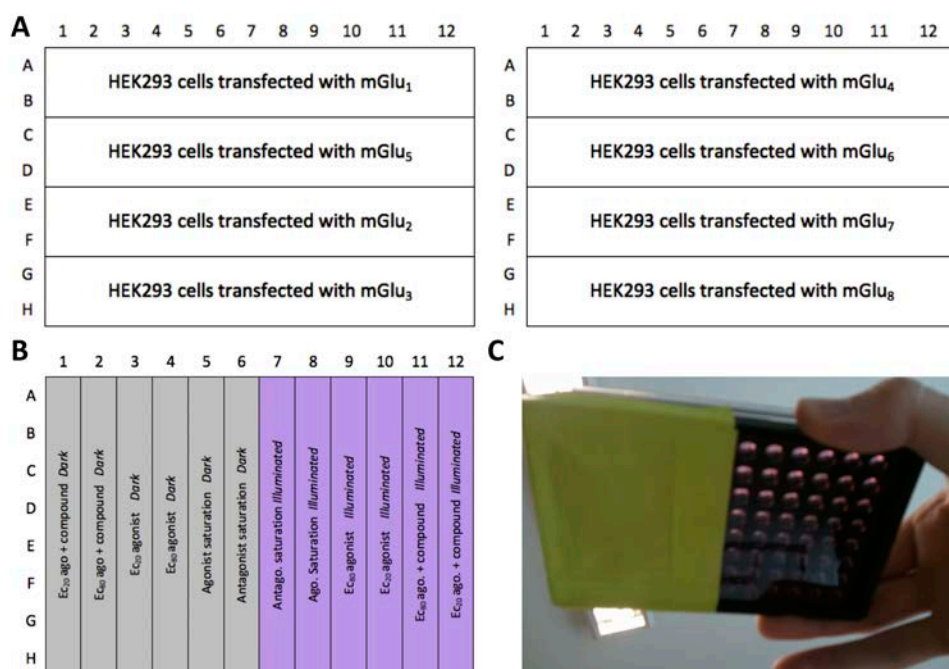 A
1 2 3 4 5 6 7 8 9 10 11 12
A
B
HEK293 cells transfected with mGlu₁
C
D
HEK293 cells transfected with mGlu₅
E
F
HEK293 cells transfected with mGlu₂
G
H
HEK293 cells transfected with mGlu₃
1 2 3 4 5 6 7 8 9 10 11 12
A
B
HEK293 cells transfected with mGlu₄
C
D
HEK293 cells transfected with mGlu₆
E
F
HEK293 cells transfected with mGlu₇
G
H
HEK293 cells transfected with mGlu₈
B
1 2 3 4 5 6 7 8 9 10 11 12
A
B
C
D
E
F
G
H
Ec₂₀ ago + compound Dark
Ec₈₀ ago + compound Dark
Ec₂₀ agonist Dark
Ec₈₀ agonist Dark
Agonist saturation Dark
Antagonist saturation Dark
Antago. saturation Illuminated
Ago. Saturation Illuminated
Ec₈₀ agonist Illuminated
Ec₂₀ agonist Illuminated
Ec₈₀ ago. + compound Illuminated
Ec₂₀ ago. + compound Illuminated
C